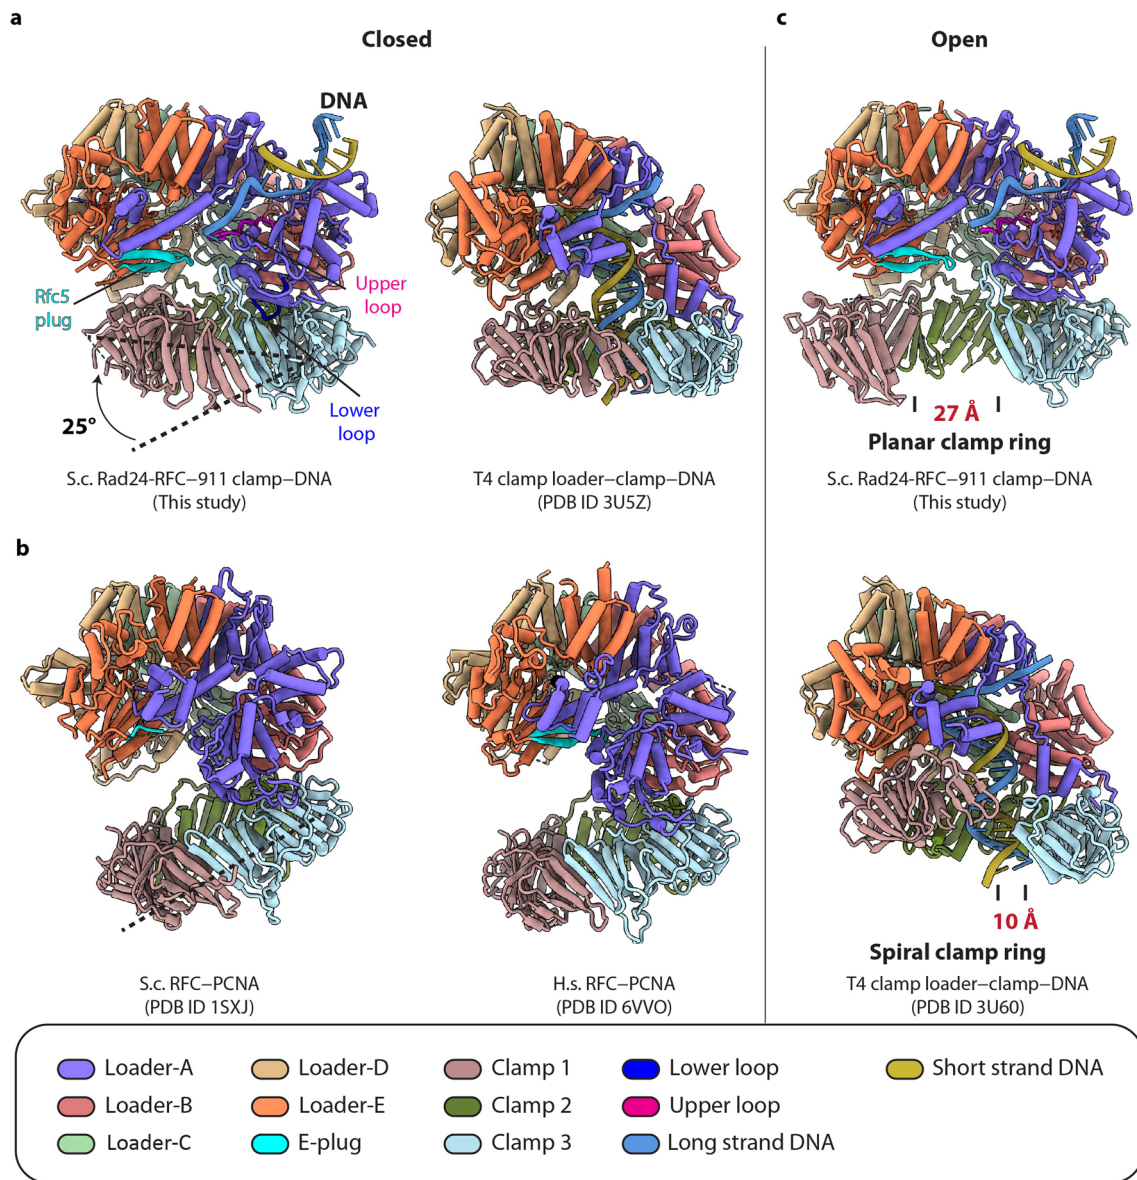 a
Closed
DNA
Rfc5
plug
Upper
loop
Lower
loop
25°
S.c. Rad24-RFC–911 clamp–DNA
(This study)
T4 clamp loader–clamp–DNA
(PDB ID 3U5Z)
c
Open
27 Å
Planar clamp ring
S.c. Rad24-RFC–911 clamp–DNA
(This study)
b
S.c. RFC–PCNA
(PDB ID 1SXJ)
H.s. RFC–PCNA
(PDB ID 6VVO)
10 Å
Spiral clamp ring
T4 clamp loader–clamp–DNA
(PDB ID 3U60)
Loader-A
Loader-D
Clamp 1
Lower loop
Short strand DNA
Loader-B
Loader-E
Clamp 2
Upper loop
Loader-C
E-plug
Clamp 3
Long strand DNA